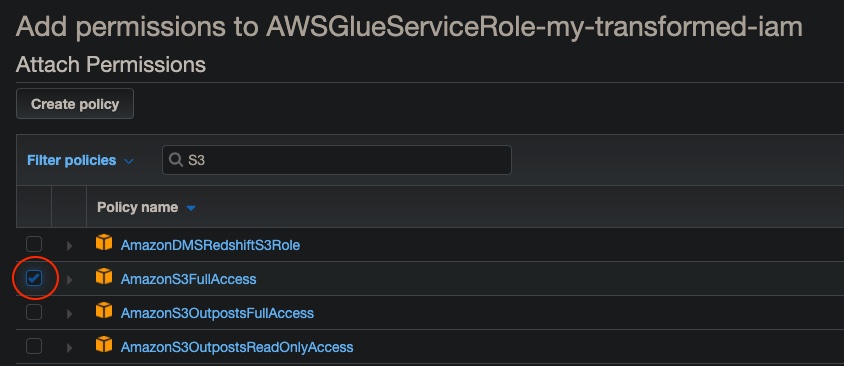 Add permissions to AWSGlueServiceRole-my-transformed-iam
Attach Permissions
Create policy
Filter policies
S3
Policy name
AmazonDMSRedshiftS3Role
AmazonS3FullAccess
AmazonS3OutpostsFullAccess
AmazonS3OutpostsReadOnlyAccess